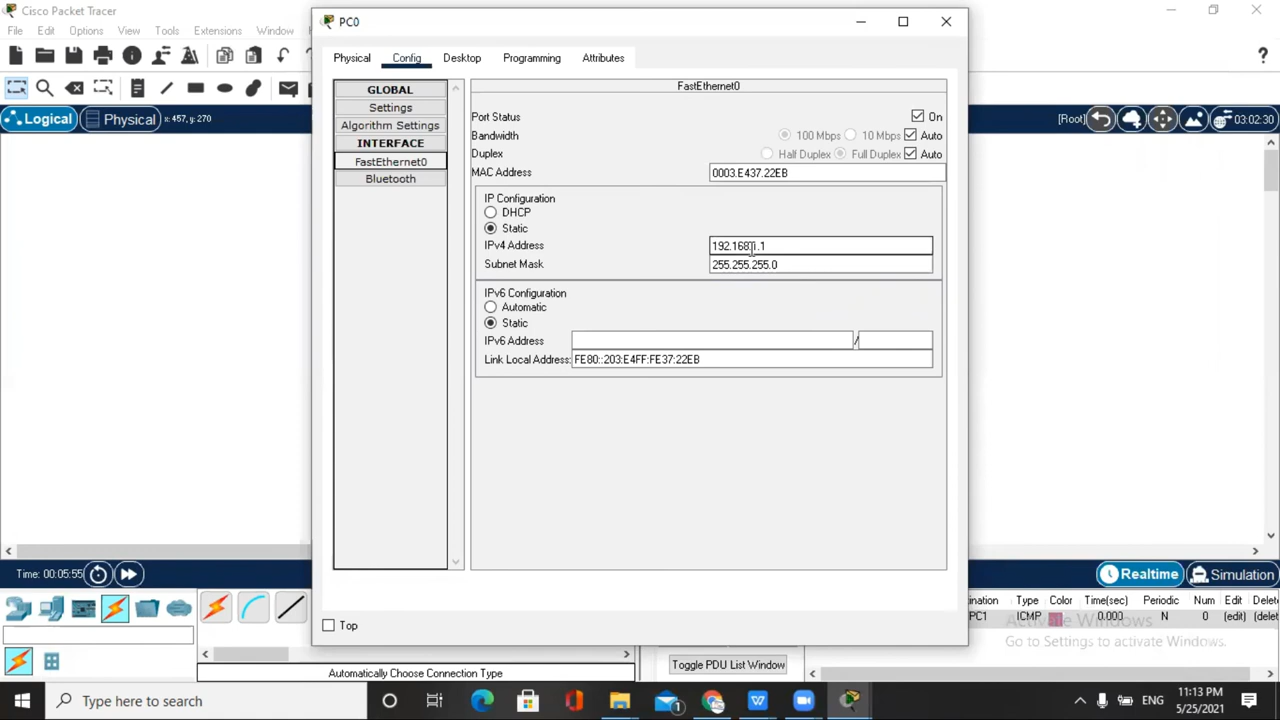 Cisco Packet Tracer
PC0
File Edit Options View Tools Extensions Window
Physical Config Desktop Programming Attributes
GLOBAL
Settings
Algorithm Settings
INTERFACE
FastEthernet0
Bluetooth
FastEthernet0
Port Status On
Bandwidth 100 Mbps 10 Mbps Auto
Duplex Half Duplex Full Duplex Auto
MAC Address 0003.E437.22EB
IP Configuration
DHCP
Static
IPv4 Address
Subnet Mask 255.255.255.0
IPv6 Configuration
Automatic
Static
IPv6 Address /
Link Local Address: FE80::203:E4FF:FE37:22EB
Top
Logical Physical x: 457, y: 270
[Root] 03:02:30
Time: 00:05:55
Realtime Simulation
Type Color Time(sec) Periodic Num Edit Delete
PC1 ICMP 0.000 N 0 (edit)
Activate Windows
Go to Settings to activate Windows.
Toggle PDU List Window
Automatically Choose Connection Type
Type here to search
1
ENG
11:13 PM
5/25/2021